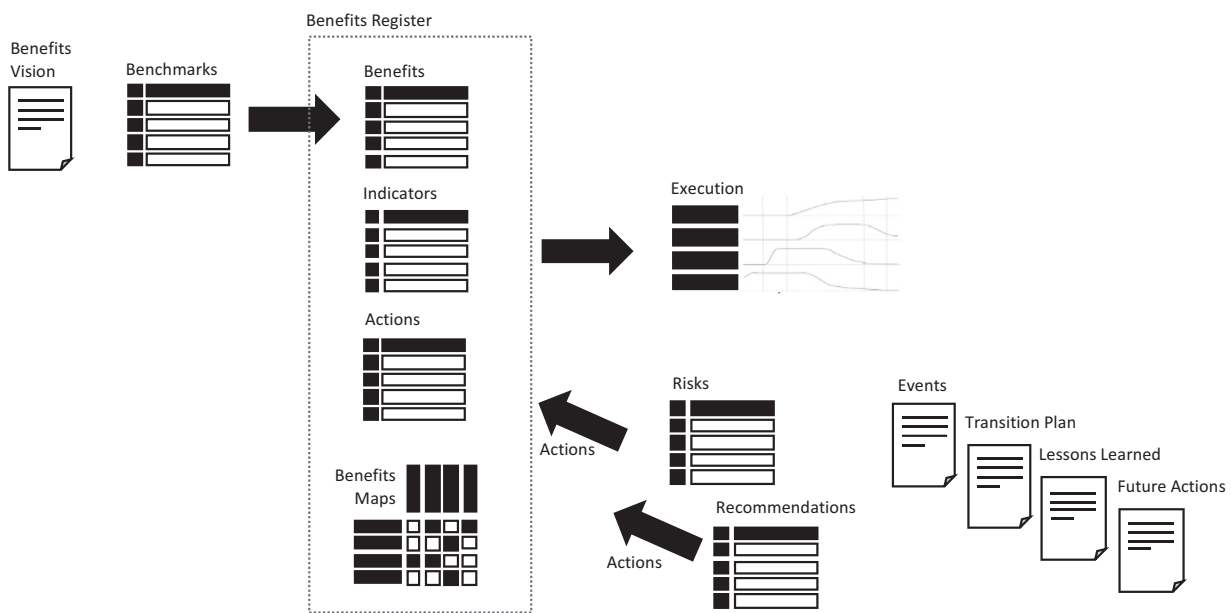 Benefits Register
Benefits
Vision
Benchmarks
Benefits
Indicators
Execution
Actions
Risks
Events
Actions
Transition Plan
Lessons Learned
Benefits
Maps
Future Actions
Recommendations
Actions